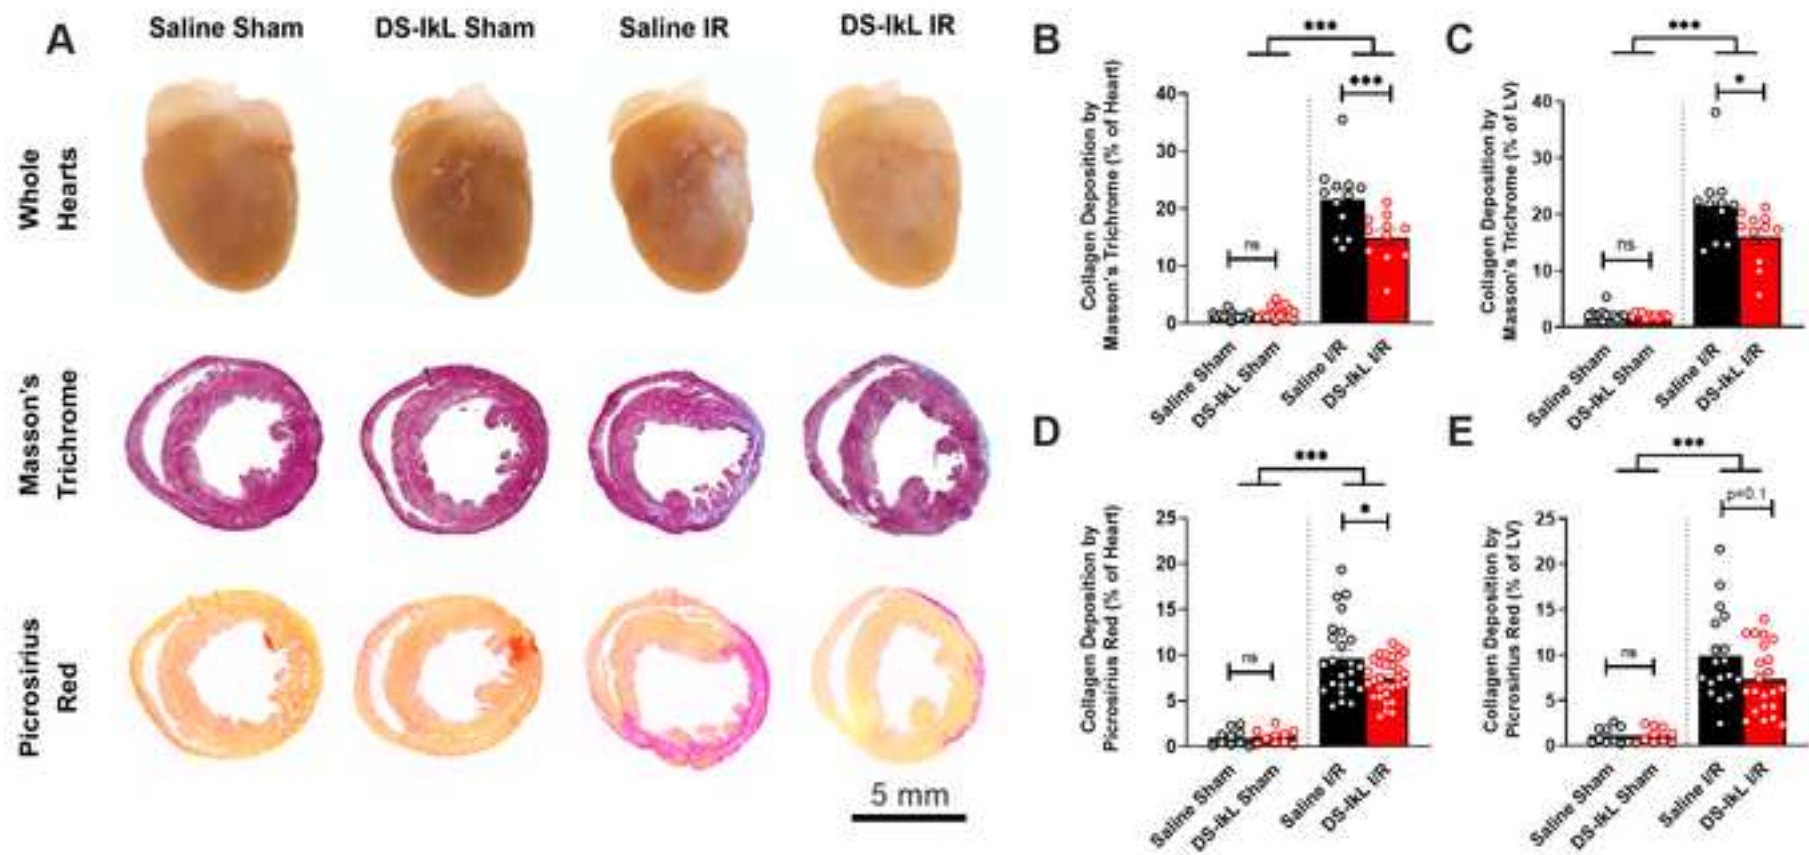 A
Saline Sham
DS-IkL Sham
Saline IR
DS-IkL IR
Whole
Hearts
Masson's
Trichrome
Picrosirius
Red
5 mm
B
***
***
Collagen Deposition by
Masson's Trichrome (% of Heart)
40
30
20
10
0
ns
Saline Sham
DS-IkL Sham
Saline I/R
DS-IkL I/R
C
***
*
Collagen Deposition by
Masson's Trichrome (% of LV)
40
30
20
10
0
ns
Saline Sham
DS-IkL Sham
Saline I/R
DS-IkL I/R
D
***
*
Collagen Deposition by
Picrosirius Red (% of Heart)
25
20
15
10
5
0
ns
Saline Sham
DS-IkL Sham
Saline I/R
DS-IkL I/R
E
***
p=0.1
Collagen Deposition by
Picrosirius Red (% of LV)
25
20
15
10
5
0
ns
Saline Sham
DS-IkL Sham
Saline I/R
DS-IkL I/R